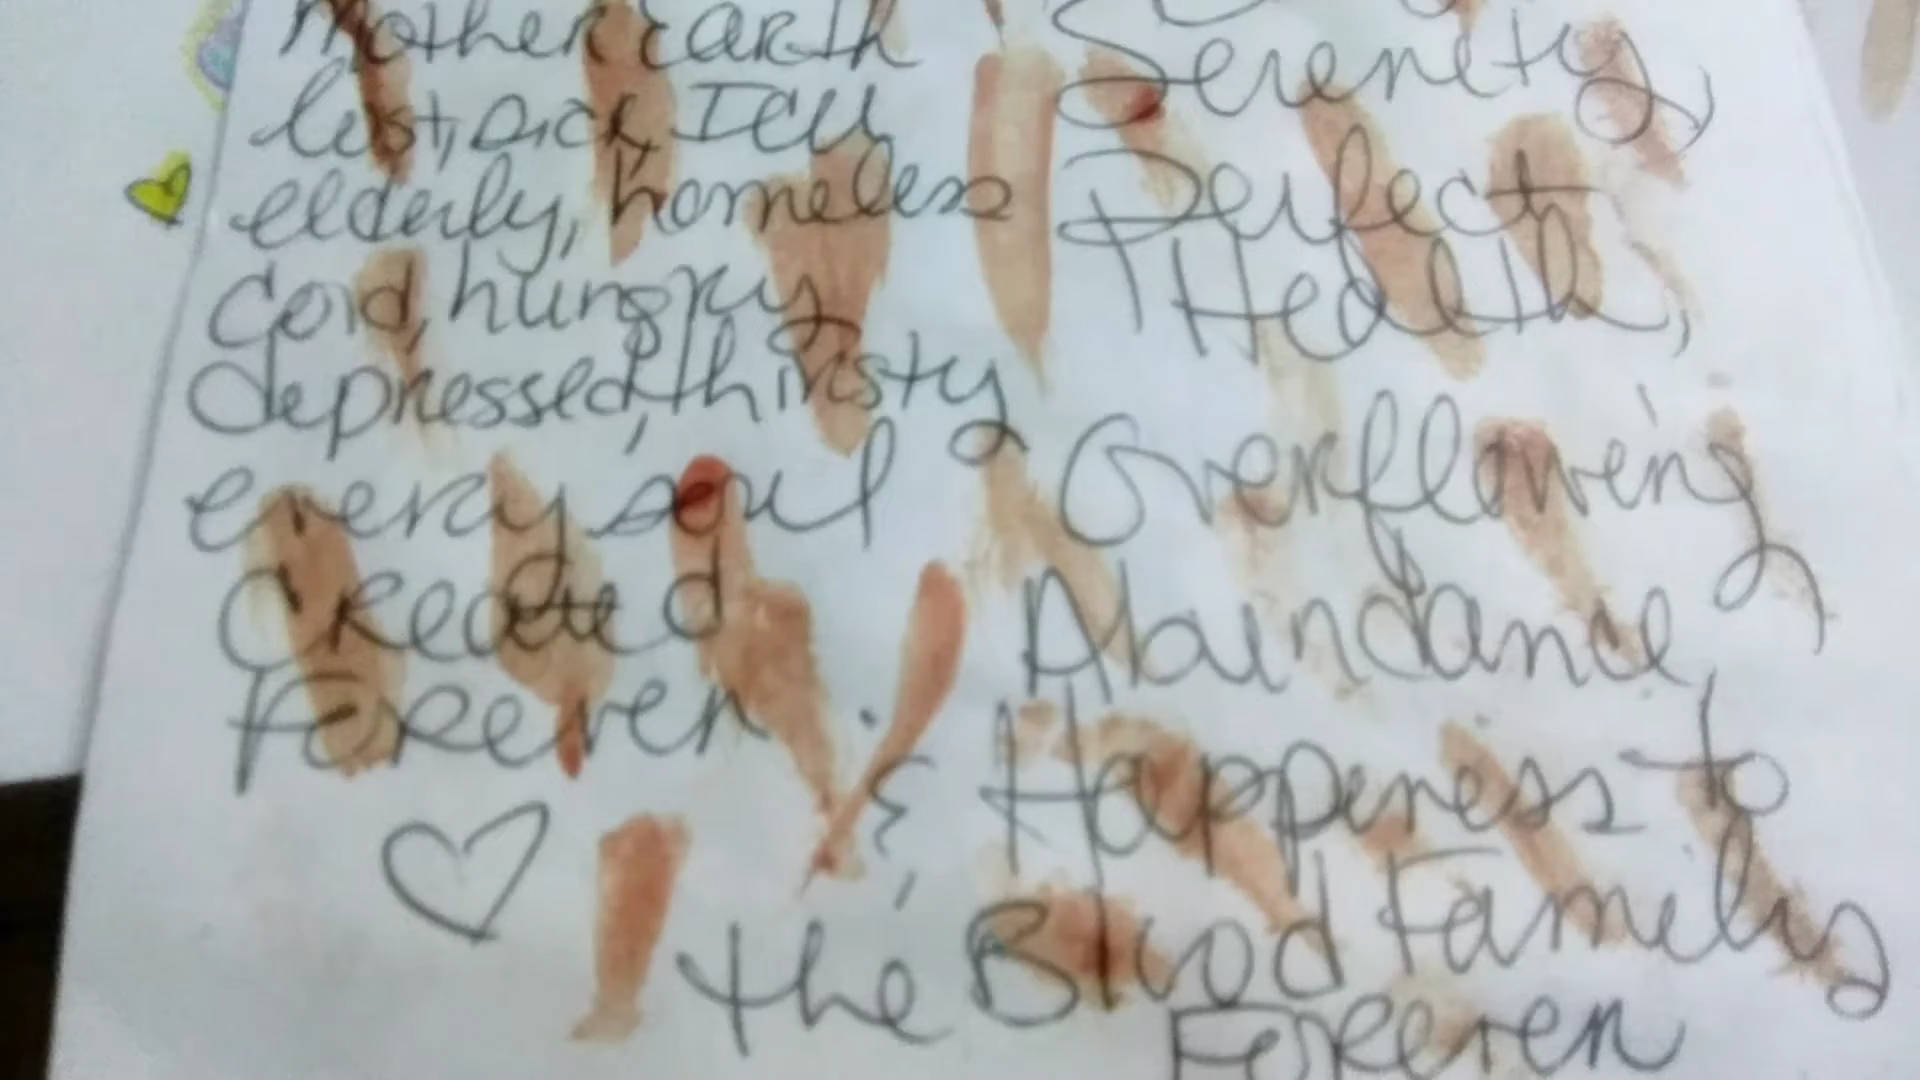 Mother Earth
lost, sick, ICU
elderly, homeless
cold, hungry
depressed, thirsty
every soul
created
Forever
Serenity,
Perfect
Health,
Overflowing
Abundance,
& Happiness to
the Blood Family
Forever